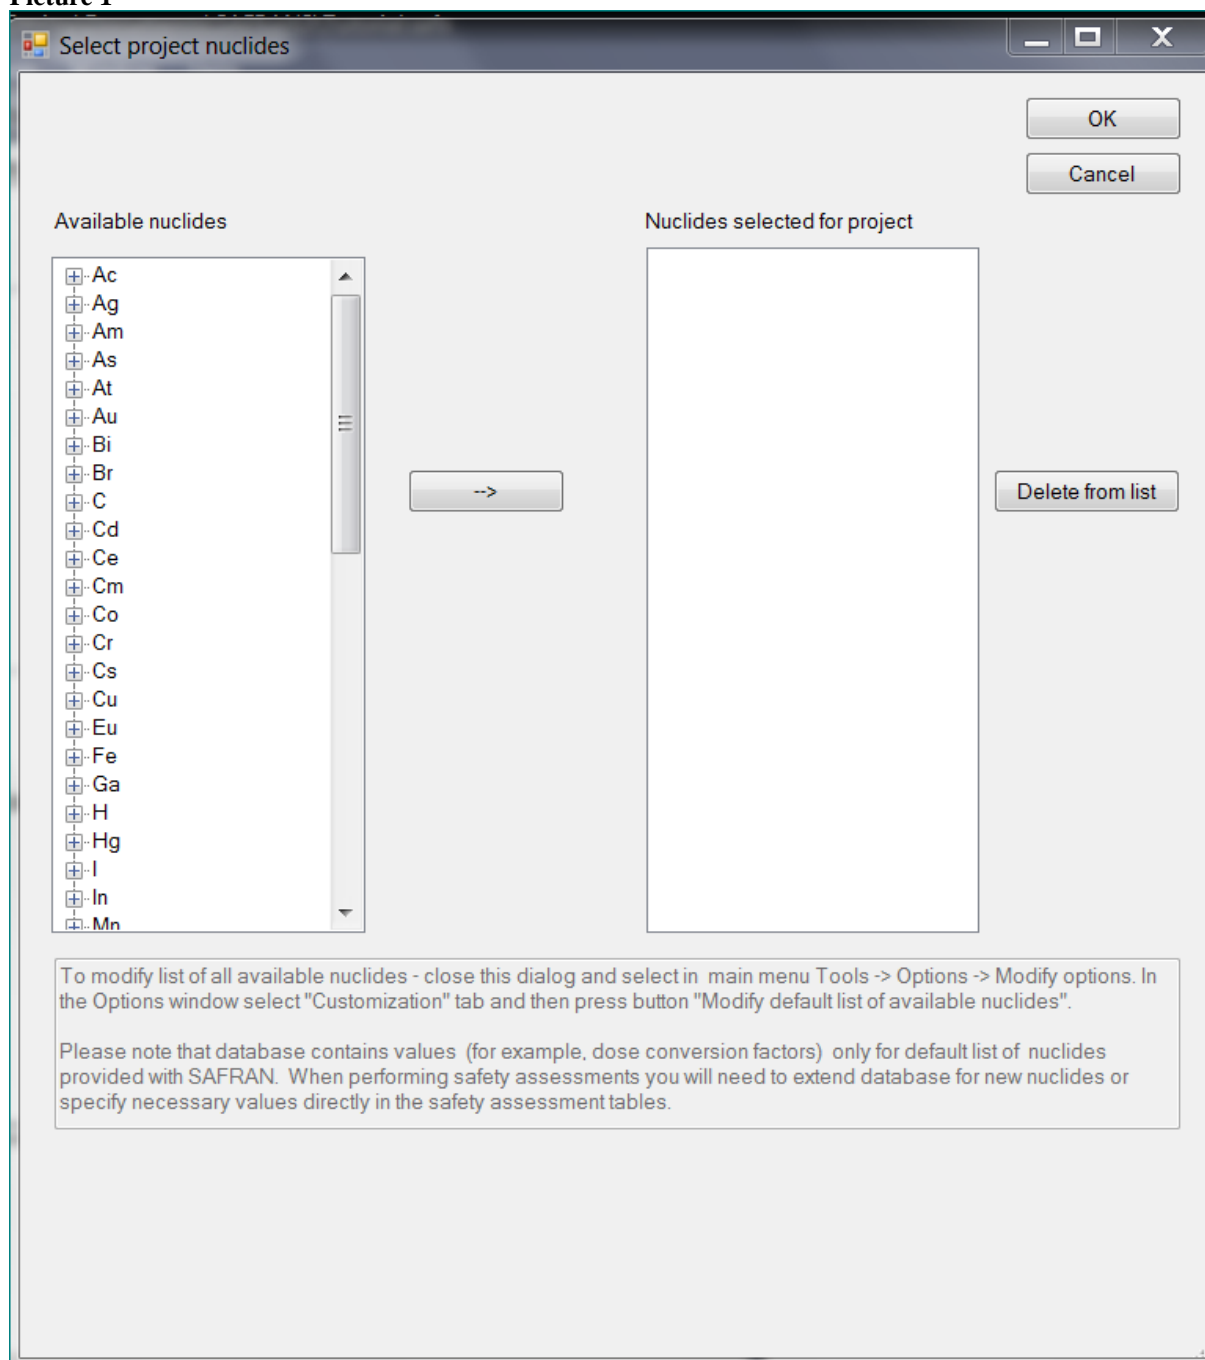 Picture 1
Select project nuclides
OK
Cancel
Available nuclides
Nuclides selected for project
Ac
Ag
Am
As
At
Au
Bi
Br
C
Cd
Ce
Cm
Co
Cr
Cs
Cu
Eu
Fe
Ga
H
Hg
I
In
Mn
-->
Delete from list
To modify list of all available nuclides - close this dialog and select in main menu Tools -> Options -> Modify options. In
the Options window select "Customization" tab and then press button "Modify default list of available nuclides".
Please note that database contains values (for example, dose conversion factors) only for default list of nuclides
provided with SAFRAN. When performing safety assessments you will need to extend database for new nuclides or
specify necessary values directly in the safety assessment tables.